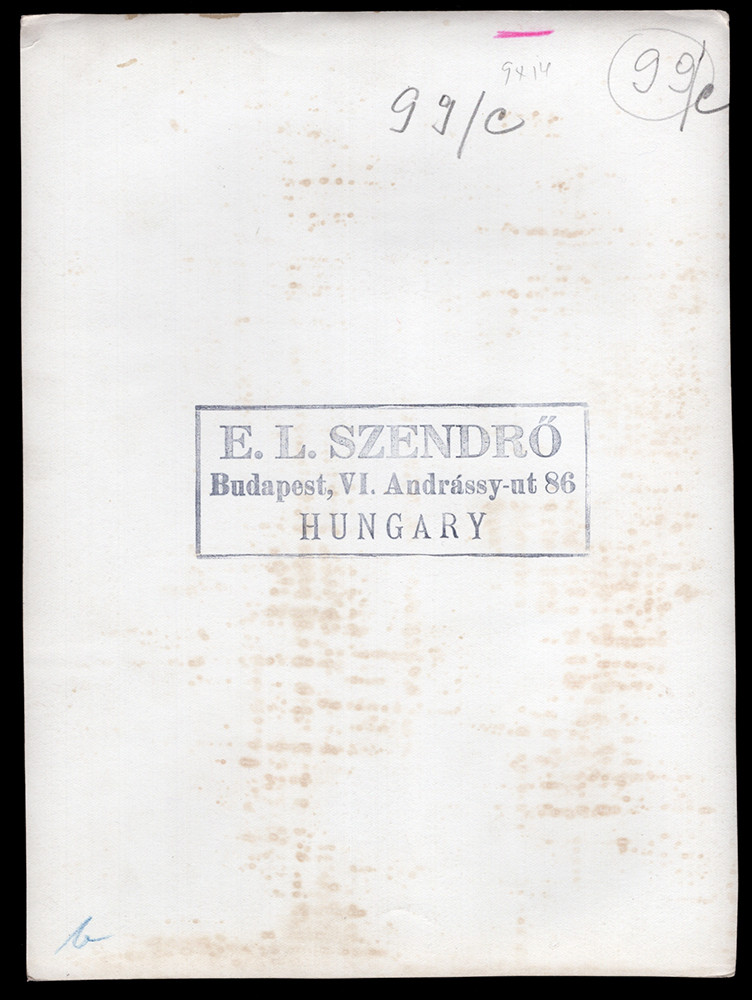 9x14
99/c
99/c
E. L. SZENDRŐ
Budapest, VI. Andrássy-ut 86
HUNGARY
b